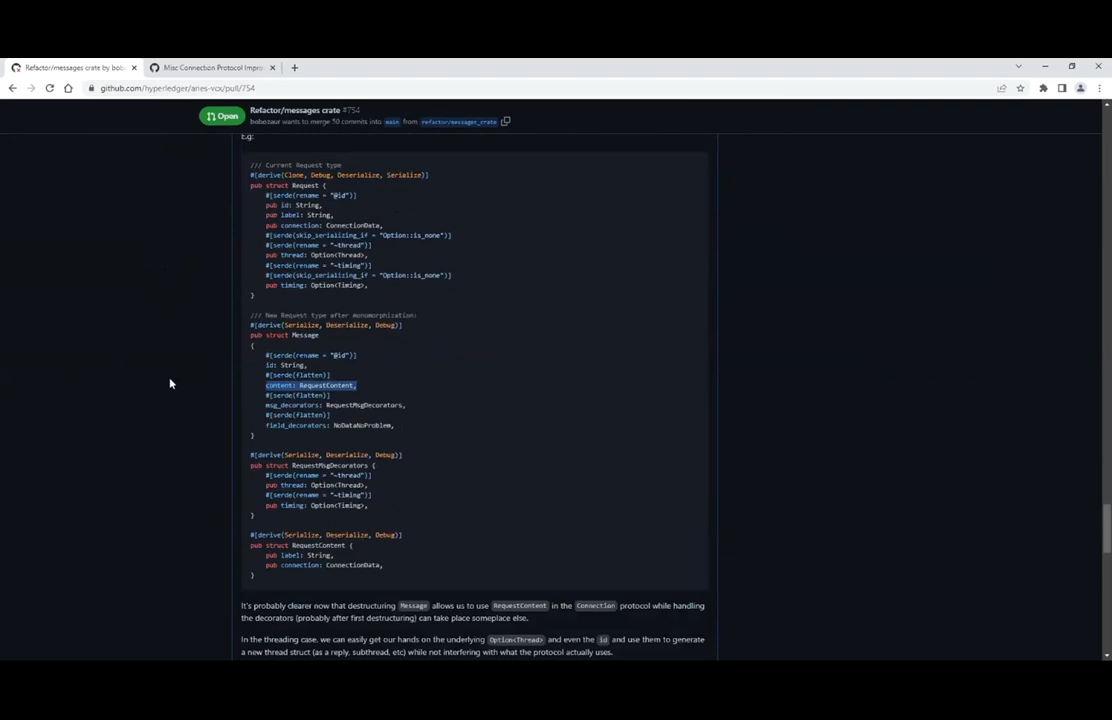 Refactor/messages crate by bobo
Misc Connection Protocol Impro
github.com/hyperledger/aries-vcx/pull/754
Open
Refactor/messages crate #754
bobozaur wants to merge 50 commits into main from refactor/messages_crate
E.g:
/// Current Request type
#[derive(Clone, Debug, Deserialize, Serialize)]
pub struct Request {
#[serde(rename = "@id")]
pub id: String,
pub label: String,
pub connection: ConnectionData,
#[serde(skip_serializing_if = "Option::is_none")]
#[serde(rename = "~thread")]
pub thread: Option<Thread>,
#[serde(rename = "~timing")]
#[serde(skip_serializing_if = "Option::is_none")]
pub timing: Option<Timing>,
}
/// New Request type after monomorphization:
#[derive(Serialize, Deserialize, Debug)]
pub struct Message
{
#[serde(rename = "@id")]
id: String,
#[serde(flatten)]
content: RequestContent,
#[serde(flatten)]
msg_decorators: RequestMsgDecorators,
#[serde(flatten)]
field_decorators: NoDataNoProblem,
}
#[derive(Serialize, Deserialize, Debug)]
pub struct RequestMsgDecorators {
#[serde(rename = "~thread")]
pub thread: Option<Thread>,
#[serde(rename = "~timing")]
pub timing: Option<Timing>,
}
#[derive(Serialize, Deserialize, Debug)]
pub struct RequestContent {
pub label: String,
pub connection: ConnectionData,
}
It's probably clearer now that destructuring Message allows us to use RequestContent in the Connection protocol while handling
the decorators (probably after first destructuring) can take place someplace else.
In the threading case, we can easily get our hands on the underlying Option<Thread> and even the id and use them to generate
a new thread struct (as a reply, subthread, etc) while not interfering with what the protocol actually uses.